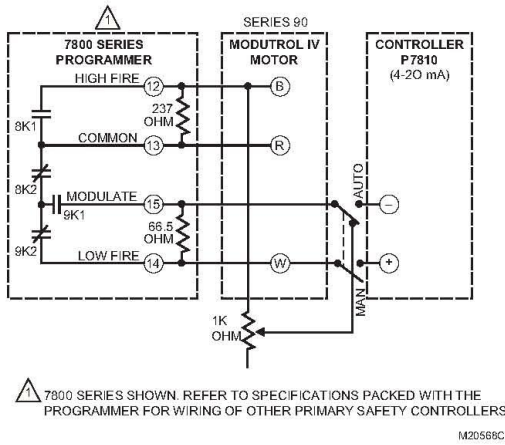 1
SERIES 90
7800 SERIES
PROGRAMMER
MODUTROL IV
MOTOR
CONTROLLER
P7810
(4-20 mA)
HIGH FIRE
12
B
8K1
237
OHM
COMMON
13
R
8K2
MODULATE
15
AUTO
–
9K1
66.5
OHM
9K2
LOW FIRE
14
W
+
MAN
1K
OHM
1 7800 SERIES SHOWN. REFER TO SPECIFICATIONS PACKED WITH THE
PROGRAMMER FOR WIRING OF OTHER PRIMARY SAFETY CONTROLLERS
M20568C